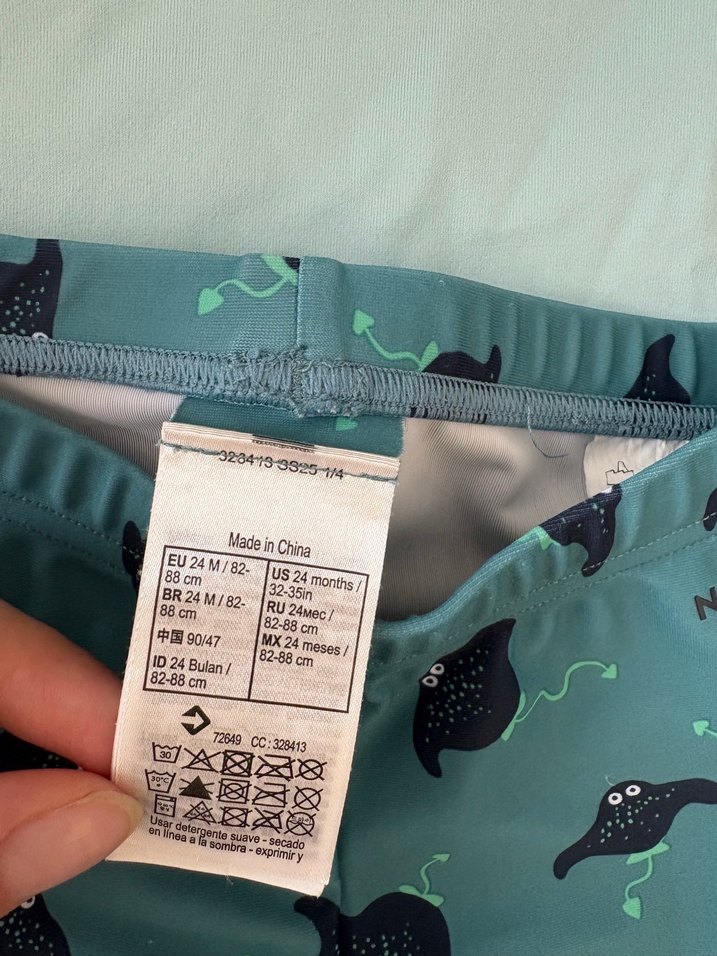 323413 SS25 1/4
Made in China
EU 24 M / 82-
88 cm
BR 24 M / 82-
88 cm
中国 90/47
ID 24 Bulan /
82-88 cm
US 24 months /
32-35in
RU 24мес /
82-88 cm
MX 24 meses /
82-88 cm
72649 CC : 328413
30
30°C
Usar detergente suave - secado
en línea a la sombra - exprimir y
N